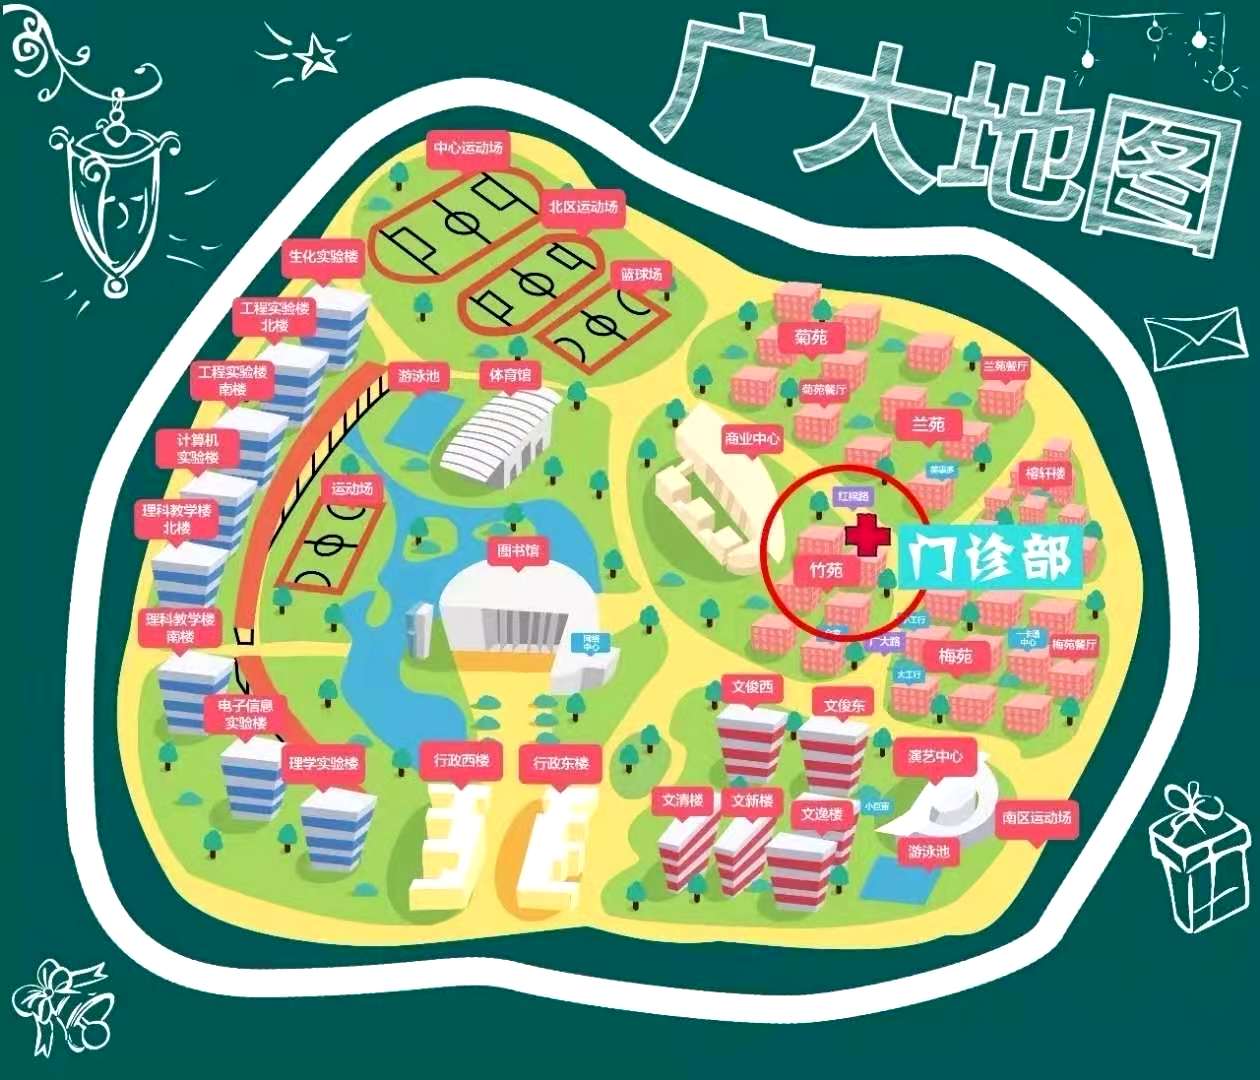 广大地图
中心运动场
北区运动场
篮球场
生化实验楼
工程实验楼
北楼
工程实验楼
南楼
计算机
实验楼
理科教学楼
北楼
理科教学楼
南楼
电子信息
实验楼
理学实验楼
游泳池
体育馆
运动场
图书馆
网络
中心
行政西楼
行政东楼
菊苑
菊苑餐厅
兰苑餐厅
兰苑
商业中心
榕轩楼
红棉路
门诊部
竹苑
广大路
梅苑
一卡通
中心
梅苑餐厅
大工行
文俊西
文俊东
文清楼
文新楼
文逸楼
演艺中心
南区运动场
游泳池